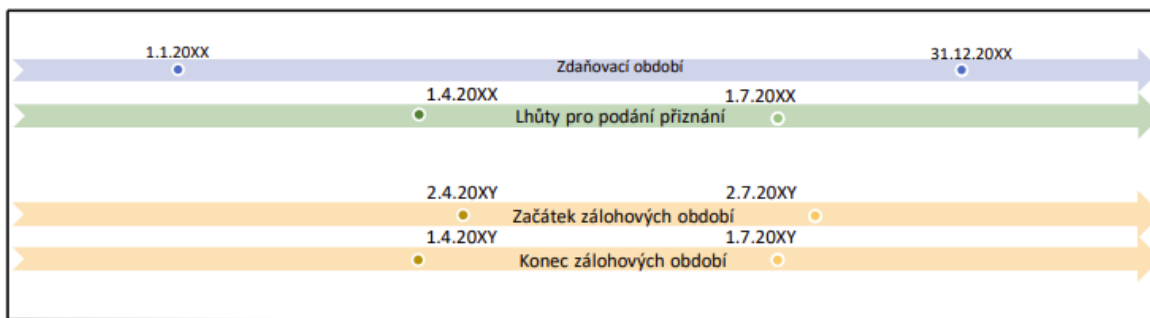 1.1.20XX
31.12.20XX
Zdaňovací období
1.4.20XX
1.7.20XX
Lhůty pro podání přiznání
2.4.20XY
2.7.20XY
Začátek zálohových období
1.4.20XY
1.7.20XY
Konec zálohových období